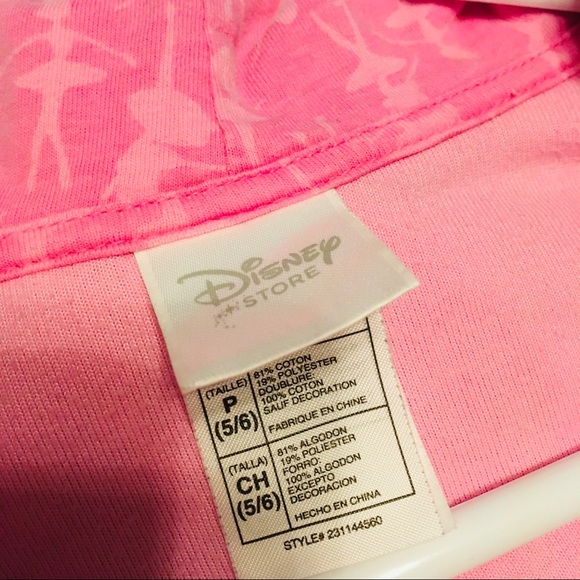 Disney
STORE
(TAILLE)
P
(5/6)
81% COTON
19% POLYESTER
DOUBLURE:
100% COTON
SAUF DECORATION
FABRIQUE EN CHINE
(TALLA)
CH
(5/6)
81% ALGODON
19% POLIESTER
FORRO:
100% ALGODON
EXCEPTO
DECORACION
HECHO EN CHINA
STYLE# 231144560